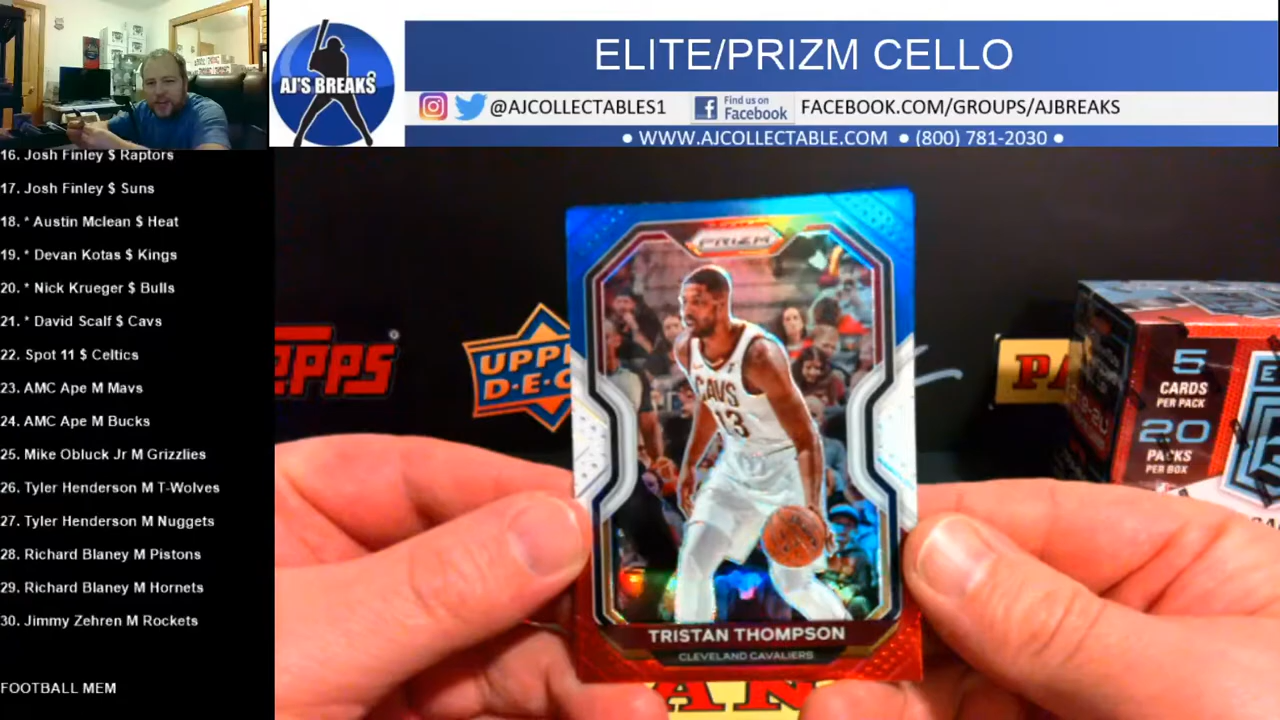 ELITE/PRIZM CELLO
AJ'S BREAKS
@AJCOLLECTABLES1
Find us on
Facebook
FACEBOOK.COM/GROUPS/AJBREAKS
• WWW.AJCOLLECTABLE.COM • (800) 781-2030 •
16. Josh Finley $ Raptors
17. Josh Finley $ Suns
18. * Austin Mclean $ Heat
19. * Devan Kotas $ Kings
20. * Nick Krueger $ Bulls
21. * David Scalf $ Cavs
22. Spot 11 $ Celtics
23. AMC Ape M Mavs
24. AMC Ape M Bucks
25. Mike Obluck Jr M Grizzlies
26. Tyler Henderson M T-Wolves
27. Tyler Henderson M Nuggets
28. Richard Blaney M Pistons
29. Richard Blaney M Hornets
30. Jimmy Zehren M Rockets
FOOTBALL MEM
PRIZM
CAVS
13
TRISTAN THOMPSON
CLEVELAND CAVALIERS
OPPS
UPPE
D·E·C
PA
5
CARDS
PER PACK
20
PACKS
PER BOX
E
ANI